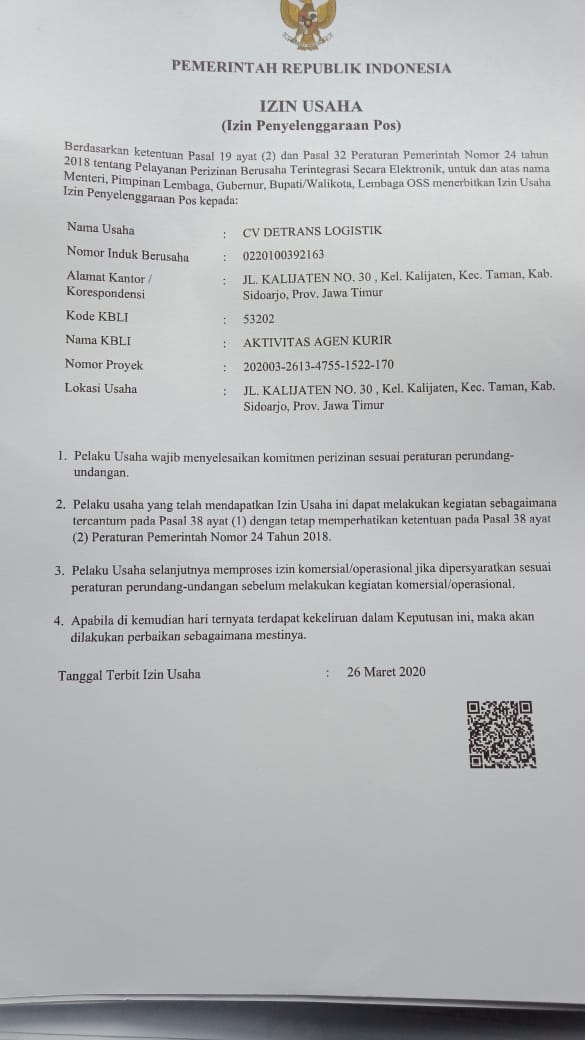 PEMERINTAH REPUBLIK INDONESIA
IZIN USAHA
(Izin Penyelenggaraan Pos)
Berdasarkan ketentuan Pasal 19 ayat (2) dan Pasal 32 Peraturan Pemerintah Nomor 24 tahun
2018 tentang Pelayanan Perizinan Berusaha Terintegrasi Secara Elektronik, untuk dan atas nama
Menteri, Pimpinan Lembaga, Gubernur, Bupati/Walikota, Lembaga OSS menerbitkan Izin Usaha
Izin Penyelenggaraan Pos kepada:
Nama Usaha : CV DETRANS LOGISTIK
Nomor Induk Berusaha : 0220100392163
Alamat Kantor / : JL. KALIJATEN NO. 30 , Kel. Kalijaten, Kec. Taman, Kab.
Korespondensi Sidoarjo, Prov. Jawa Timur
Kode KBLI : 53202
Nama KBLI : AKTIVITAS AGEN KURIR
Nomor Proyek : 202003-2613-4755-1522-170
Lokasi Usaha : JL. KALIJATEN NO. 30 , Kel. Kalijaten, Kec. Taman, Kab.
Sidoarjo, Prov. Jawa Timur
1. Pelaku Usaha wajib menyelesaikan komitmen perizinan sesuai peraturan perundang-
undangan.
2. Pelaku usaha yang telah mendapatkan Izin Usaha ini dapat melakukan kegiatan sebagaimana
tercantum pada Pasal 38 ayat (1) dengan tetap memperhatikan ketentuan pada Pasal 38 ayat
(2) Peraturan Pemerintah Nomor 24 Tahun 2018.
3. Pelaku Usaha selanjutnya memproses izin komersial/operasional jika dipersyaratkan sesuai
peraturan perundang-undangan sebelum melakukan kegiatan komersial/operasional.
4. Apabila di kemudian hari ternyata terdapat kekeliruan dalam Keputusan ini, maka akan
dilakukan perbaikan sebagaimana mestinya.
Tanggal Terbit Izin Usaha : 26 Maret 2020